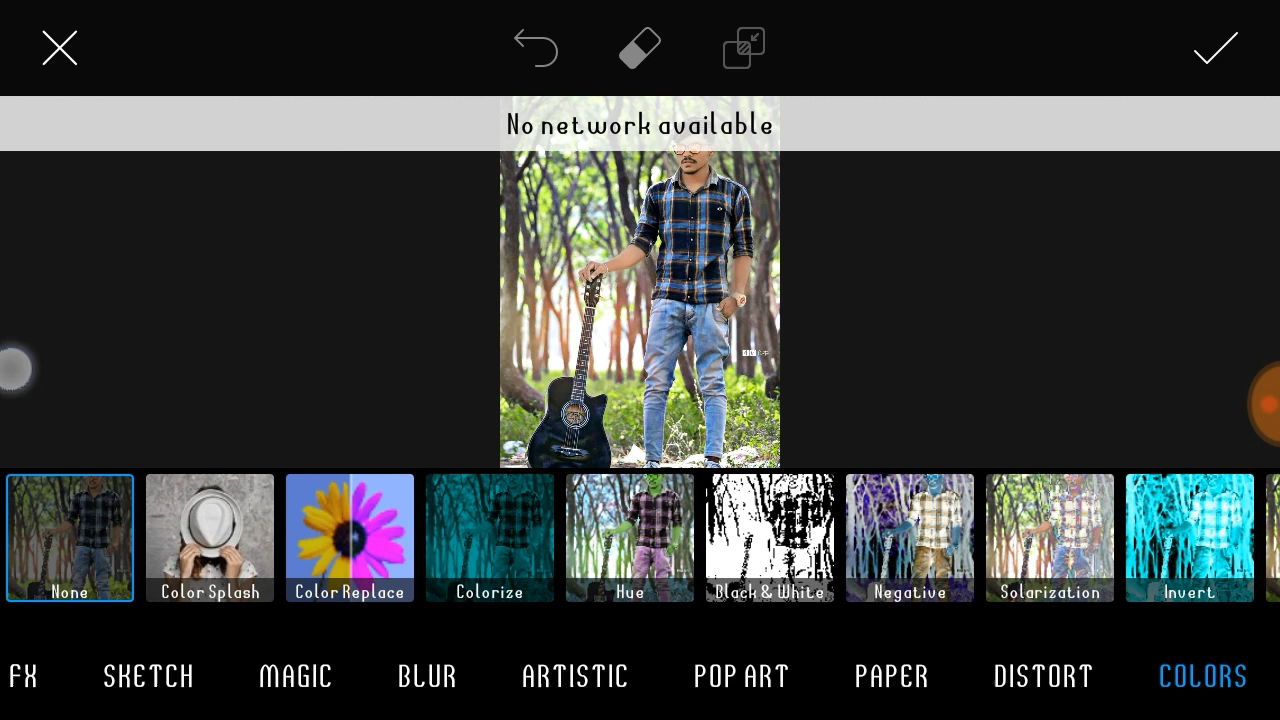 No network available
None
Color Splash
Color Replace
Colorize
Hue
Black & White
Negative
Solarization
Invert
FX
SKETCH
MAGIC
BLUR
ARTISTIC
POP ART
PAPER
DISTORT
COLORS